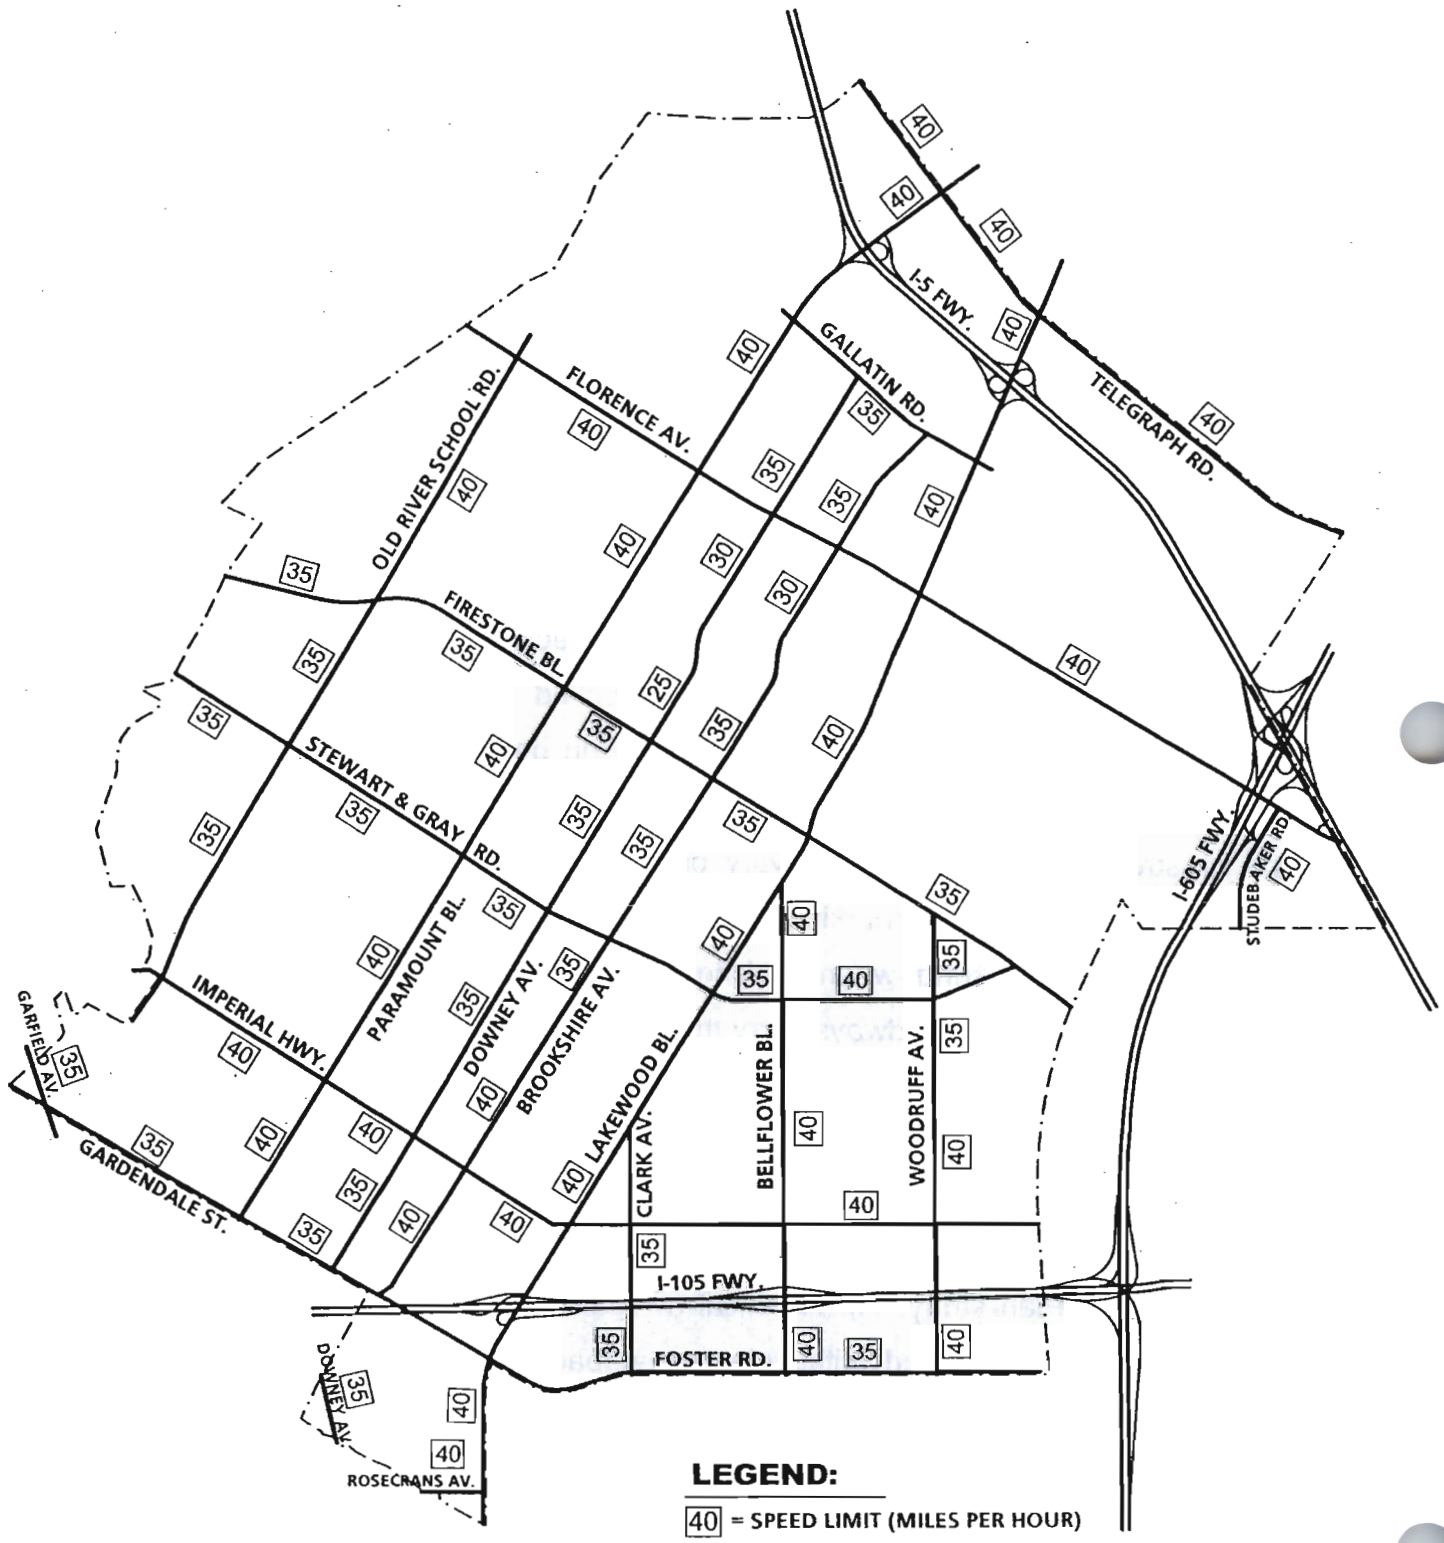 40
40
40
I-5 FWY.
40
40
GALLATIN RD.
35
TELEGRAPH RD.
40
FLORENCE AV.
40
OLD RIVER SCHOOL RD.
40
35
35
40
40
30
30
35
FIRESTONE BL.
35
35
25
40
35
40
35
STEWART & GRAY RD.
35
40
35
35
35
35
35
35
I-605 FWY.
STUDEBAKER RD.
40
PARAMOUNT BL.
40
35
DOWNEY AV.
35
BROOKSHIRE AV.
40
40
35
35
40
35
IMPERIAL HWY.
40
GARFIELD AV.
35
40
LAKEWOOD BL.
40
CLARK AV.
BELLFLOWER BL.
40
WOODRUFF AV.
40
35
GARDENDALE ST.
40
40
35
35
40
40
40
35
I-105 FWY.
35
FOSTER RD.
40
35
40
DOWNEY AV.
35
40
40
ROSECRANS AV.
LEGEND:
40 = SPEED LIMIT (MILES PER HOUR)